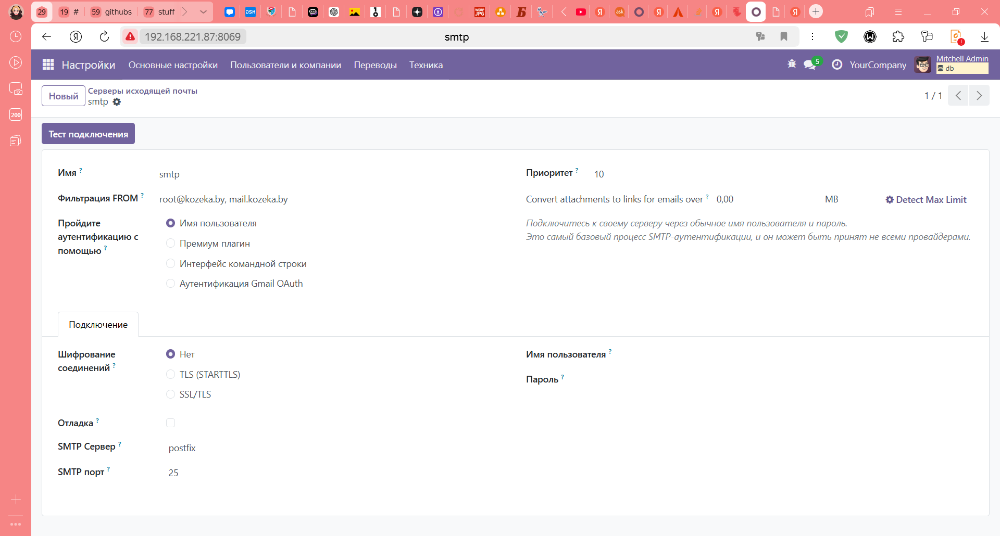 29
19 #
59 githubs
77 stuff
DSM
ask
WEBP JPG
192.168.221.87:8069
smtp
Настройки
Основные настройки
Пользователи и компании
Переводы
Техника
5
YourCompany
Mitchell Admin
db
200
Новый
Серверы исходящей почты
smtp
1 / 1
Тест подключения
Имя ?
smtp
Приоритет ?
10
Фильтрация FROM ?
root@kozeka.by, mail.kozeka.by
Convert attachments to links for emails over ? 0,00
MB
Detect Max Limit
Пройдите
аутентификацию с
помощью ?
Имя пользователя
Премиум плагин
Интерфейс командной строки
Аутентификация Gmail OAuth
Подключитесь к своему серверу через обычное имя пользователя и пароль.
Это самый базовый процесс SMTP-аутентификации, и он может быть принят не всеми провайдерами.
Подключение
Шифрование
соединений ?
Нет
TLS (STARTTLS)
SSL/TLS
Имя пользователя ?
Пароль ?
Отладка ?
SMTP Сервер ?
postfix
SMTP порт ?
25